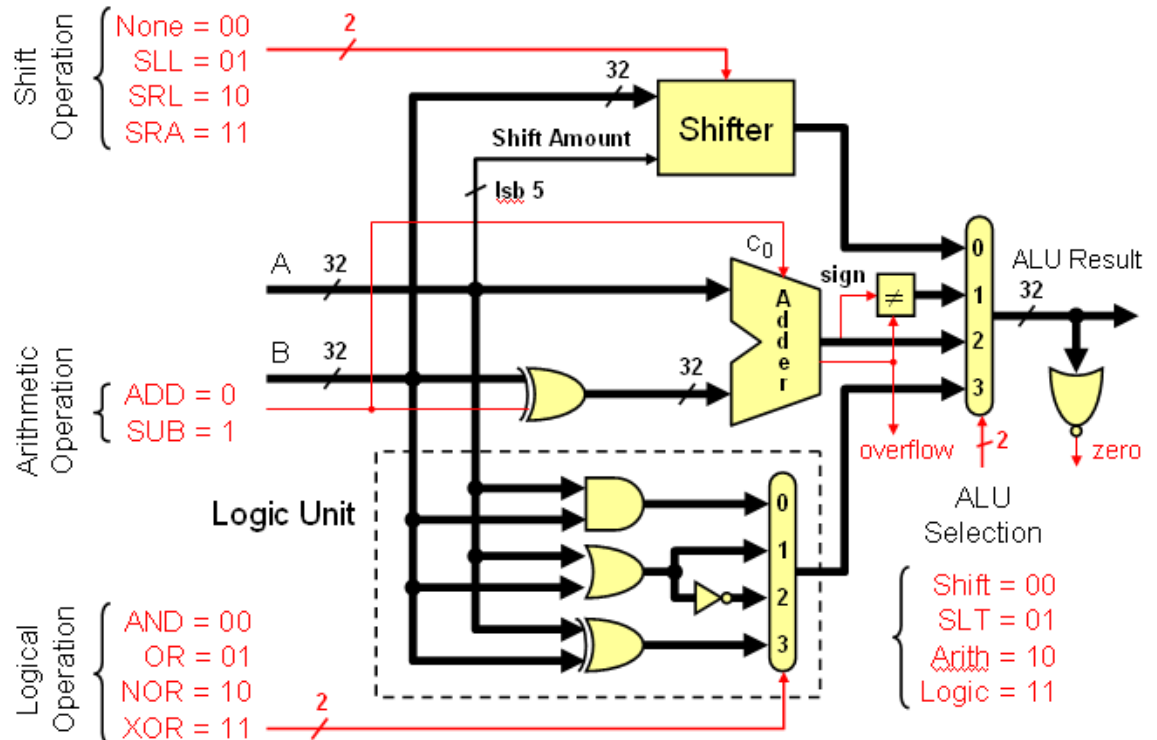 Shift
Operation
None = 00
SLL = 01
SRL = 10
SRA = 11
2
32
Shifter
Shift Amount
lsb 5
A
32
B
32
c0
Adder
32
sign
≠
overflow
0
1
2
3
2
ALU Result
32
zero
ALU
Selection
Shift = 00
SLT = 01
Arith = 10
Logic = 11
Arithmetic
Operation
ADD = 0
SUB = 1
Logic Unit
0
1
2
3
Logical
Operation
AND = 00
OR = 01
NOR = 10
XOR = 11
2